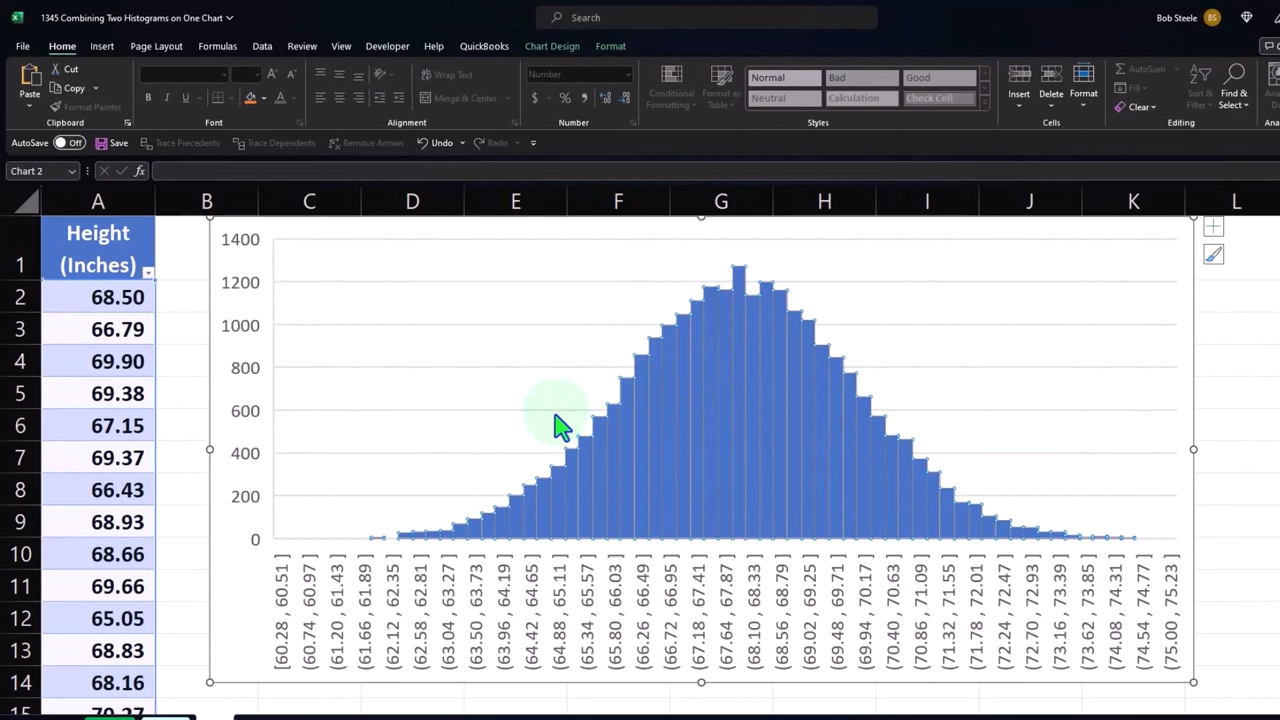 1345 Combining Two Histograms on One Chart
Search
Bob Steele
BS
File Home Insert Page Layout Formulas Data Review View Developer Help QuickBooks Chart Design Format
Paste
Cut
Copy
Format Painter
Clipboard
B I U
Font
Wrap Text
Merge & Center
Alignment
Number
$ % 9
Number
Conditional Formatting
Format as Table
Normal Bad Good
Neutral Calculation Check Cell
Styles
Insert Delete Format
Cells
AutoSum
Fill
Clear
Sort & Filter
Find & Select
Editing
AutoSave Off Save Trace Precedents Trace Dependents Remove Arrows Undo Redo
Chart 2
fx
A B C D E F G H I J K L
1 Height (Inches)
2 68.50
3 66.79
4 69.90
5 69.38
6 67.15
7 69.37
8 66.43
9 68.93
10 68.66
11 69.66
12 65.05
13 68.83
14 68.16
15 70.27
1400
1200
1000
800
600
400
200
0
[60.28 , 60.51]
(60.74 , 60.97]
(61.20 , 61.43]
(61.66 , 61.89]
(62.12 , 62.35]
(62.58 , 62.81]
(63.04 , 63.27]
(63.50 , 63.73]
(63.96 , 64.19]
(64.42 , 64.65]
(64.88 , 65.11]
(65.34 , 65.57]
(65.80 , 66.03]
(66.26 , 66.49]
(66.72 , 66.95]
(67.18 , 67.41]
(67.64 , 67.87]
(68.10 , 68.33]
(68.56 , 68.79]
(69.02 , 69.25]
(69.48 , 69.71]
(69.94 , 70.17]
(70.40 , 70.63]
(70.86 , 71.09]
(71.32 , 71.55]
(71.78 , 72.01]
(72.24 , 72.47]
(72.70 , 72.93]
(73.16 , 73.39]
(73.62 , 73.85]
(74.08 , 74.31]
(74.54 , 74.77]
(75.00 , 75.23]